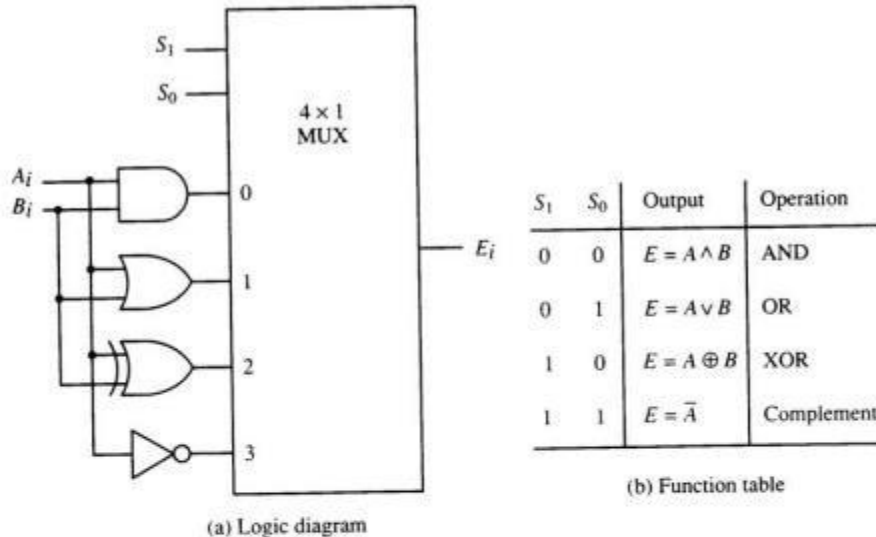 S₁
S₀
4 × 1
MUX
Aᵢ
Bᵢ
0
1
2
3
Eᵢ
(a) Logic diagram
S₁ S₀ Output Operation
0 0 E = A ∧ B AND
0 1 E = A ∨ B OR
1 0 E = A ⊕ B XOR
1 1 E = A̅ Complement
(b) Function table